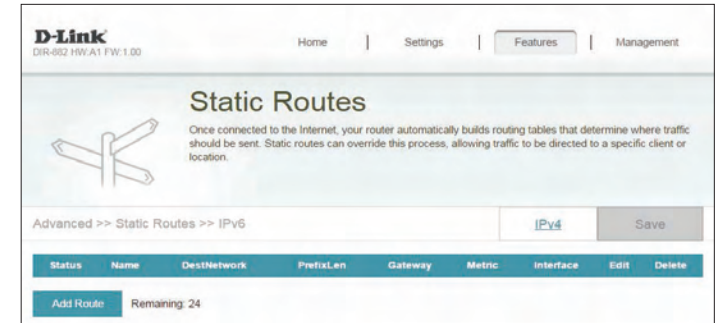 D-Link
DIR-882 HW:A1 FW:1.00
Home | Settings | Features | Management
Static Routes
Once connected to the Internet, your router automatically builds routing tables that determine where traffic
should be sent. Static routes can override this process, allowing traffic to be directed to a specific client or
location.
Advanced >> Static Routes >> IPv6
IPv4
Save
Status Name DestNetwork PrefixLen Gateway Metric Interface Edit Delete
Add Route Remaining: 24